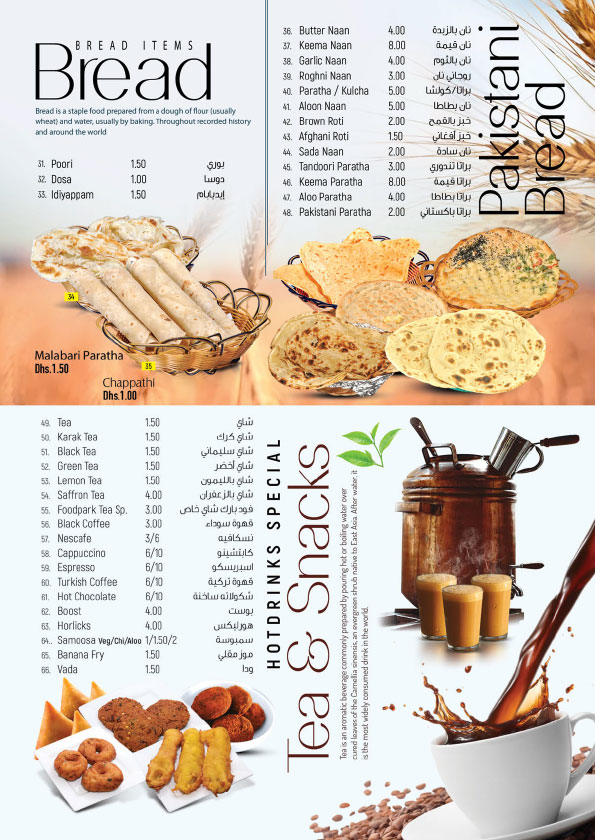 BREAD ITEMS
Bread
Bread is a staple food prepared from a dough of flour (usually
wheat) and water, usually by baking. Throughout recorded history
and around the world
31. Poori 1.50 بوري
32. Dosa 1.00 دوسا
33. Idiyappam 1.50 إيديابام
34
35
Malabari Paratha
Dhs.1.50
Chappathi
Dhs.1.00
Pakistani
Bread
36. Butter Naan 4.00 نان بالزبدة
37. Keema Naan 8.00 نان قيمة
38. Garlic Naan 4.00 نان بالثوم
39. Roghni Naan 3.00 روجاني نان
40. Paratha / Kulcha 5.00 براتا/كولشا
41. Aloon Naan 5.00 نان بطاطا
42. Brown Roti 2.00 خبز بالقمح
43. Afghani Roti 1.50 خبز أفغاني
44. Sada Naan 2.00 نان سادة
45. Tandoori Paratha 3.00 براتا تندوري
46. Keema Paratha 8.00 براتا قيمة
47. Aloo Paratha 4.00 براتا بطاطا
48. Pakistani Paratha 2.00 براتا باكستاني
49. Tea 1.50 شاي
50. Karak Tea 1.50 شاي كرك
51. Black Tea 1.50 شاي سليماني
52. Green Tea 1.50 شاي أخضر
53. Lemon Tea 1.50 شاي بالليمون
54. Saffron Tea 4.00 شاي بالزعفران
55. Foodpark Tea Sp. 3.00 فود بارك شاي خاص
56. Black Coffee 3.00 قهوة سوداء
57. Nescafe 3/6 نسكافيه
58. Cappuccino 6/10 كابتشينو
59. Espresso 6/10 اسبريسكو
60. Turkish Coffee 6/10 قهوة تركية
61. Hot Chocolate 6/10 شكولاته ساخنة
62. Boost 4.00 بوست
63. Horlicks 4.00 هورليكس
64.. Samoosa Veg/Chi/Aloo 1/1.50/2 سمبوسة
65. Banana Fry 1.50 موز مقلي
66. Vada 1.50 ودا
HOTDRINKS SPECIAL
Tea & Snacks
Tea is an aromatic beverage commonly prepared by pouring hot or boiling water over
cured leaves of the Camellia sinensis, an evergreen shrub native to East Asia. After water, it
is the most widely consumed drink in the world.